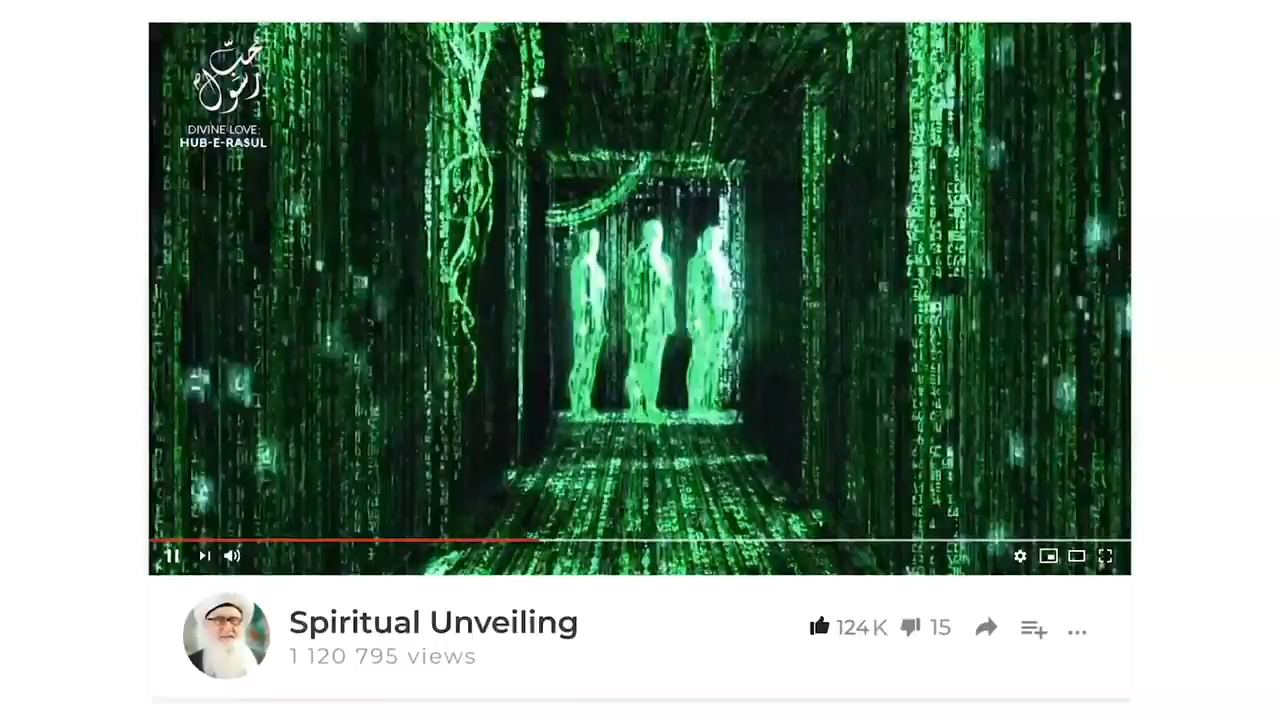 حبّ
رسول
DIVINE LOVE:
HUB-E-RASUL
Spiritual Unveiling
1 120 795 views
124K
15